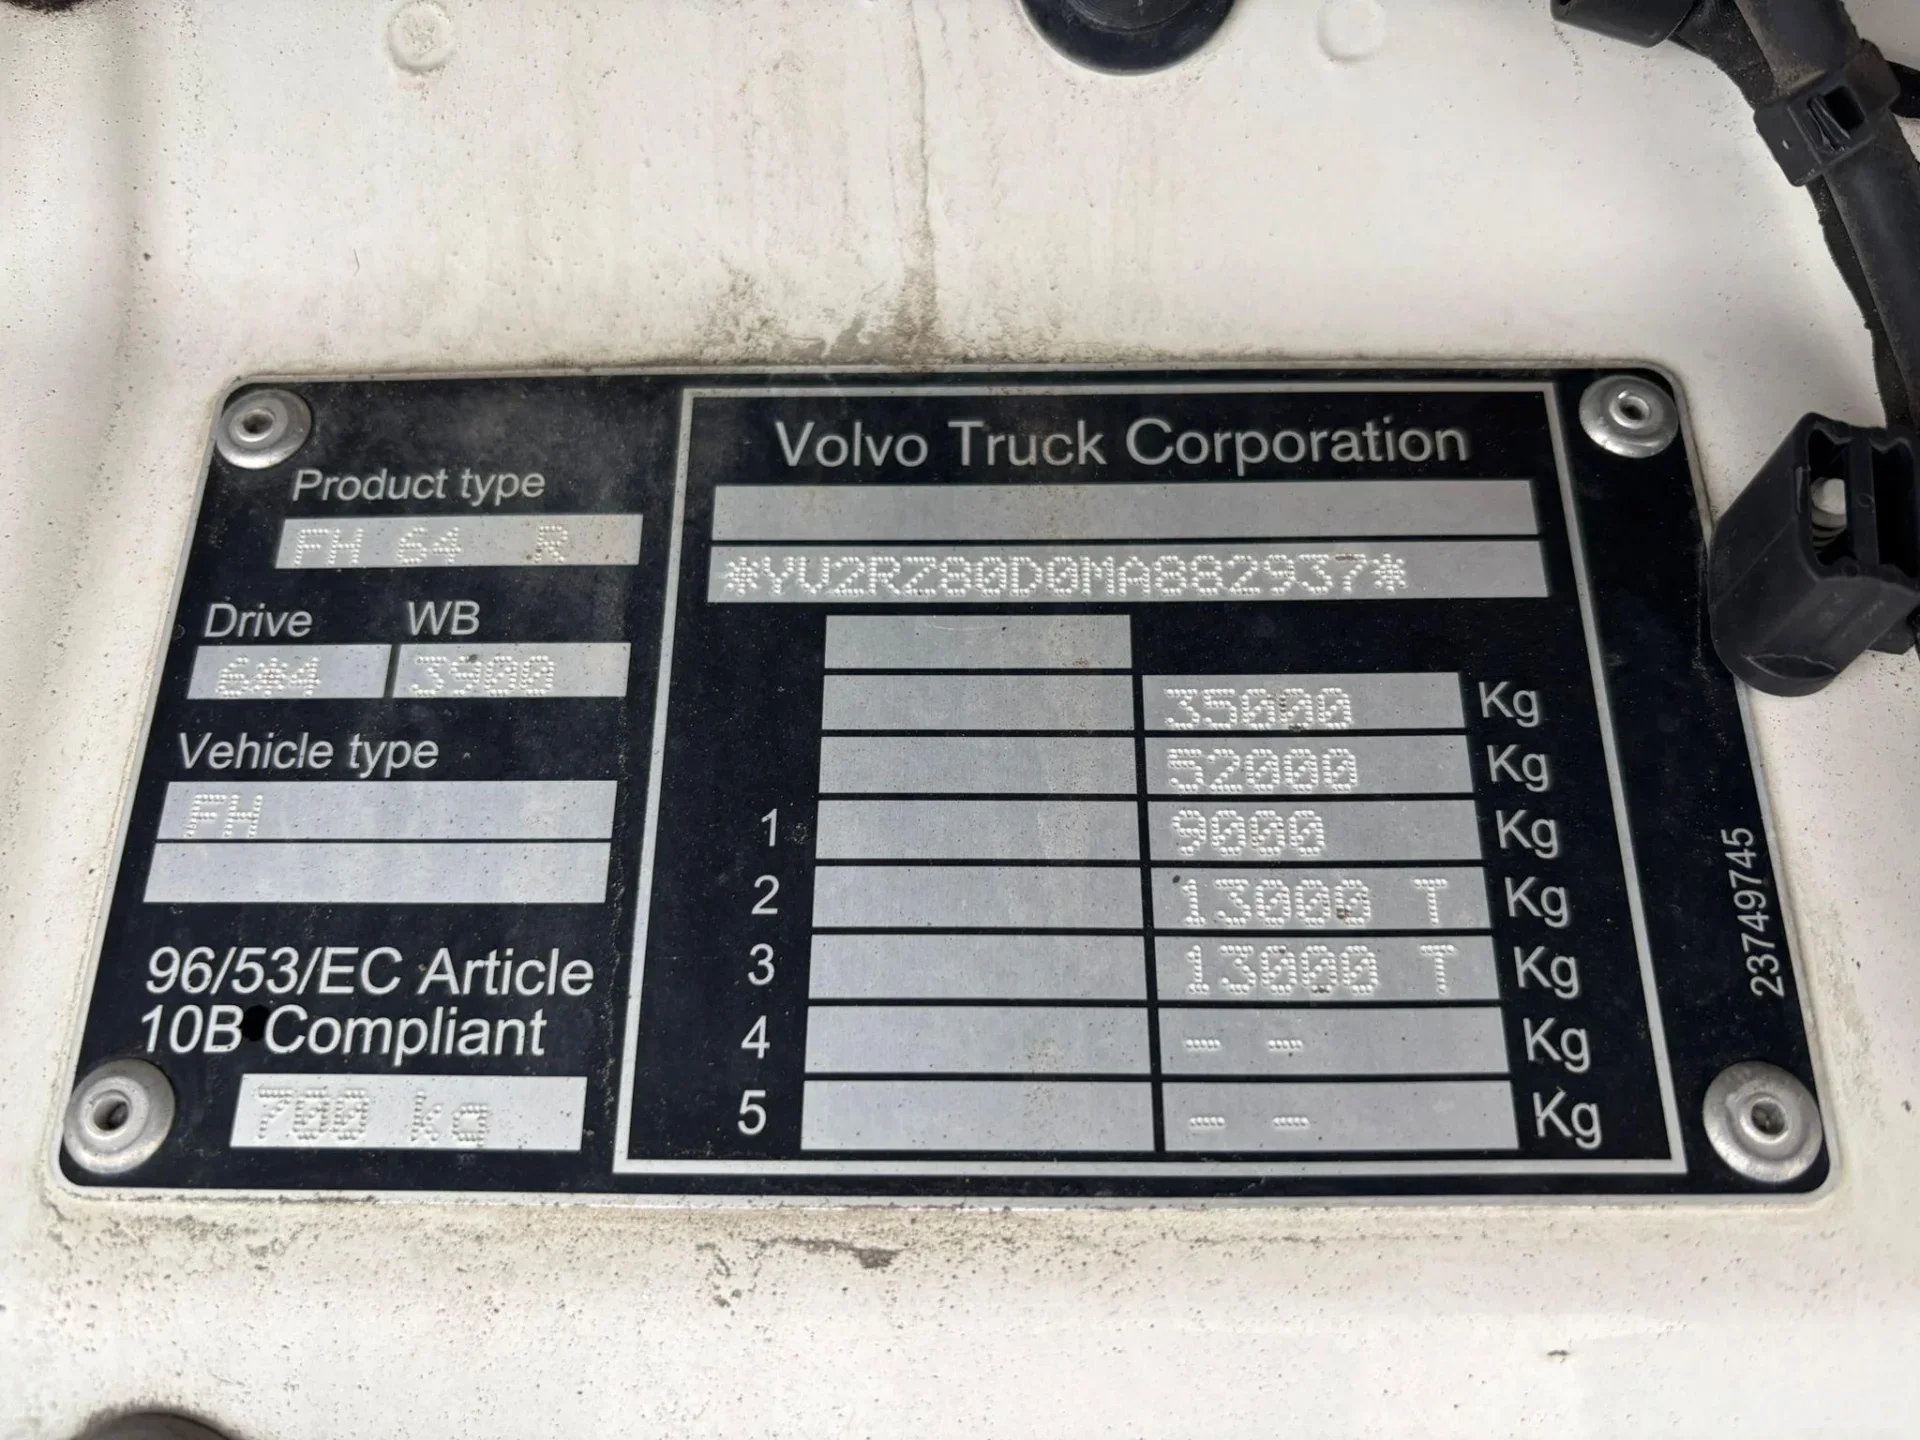 Product type
FH 64 R
Drive WB
6*4 3900
Vehicle type
FH
96/53/EC Article
10B Compliant
700 kg
Volvo Truck Corporation
*YV2RZ80D0MA882937*
35000 Kg
52000 Kg
1 9000 Kg
2 13000 T Kg
3 13000 T Kg
4 - - Kg
5 - - Kg
23749745